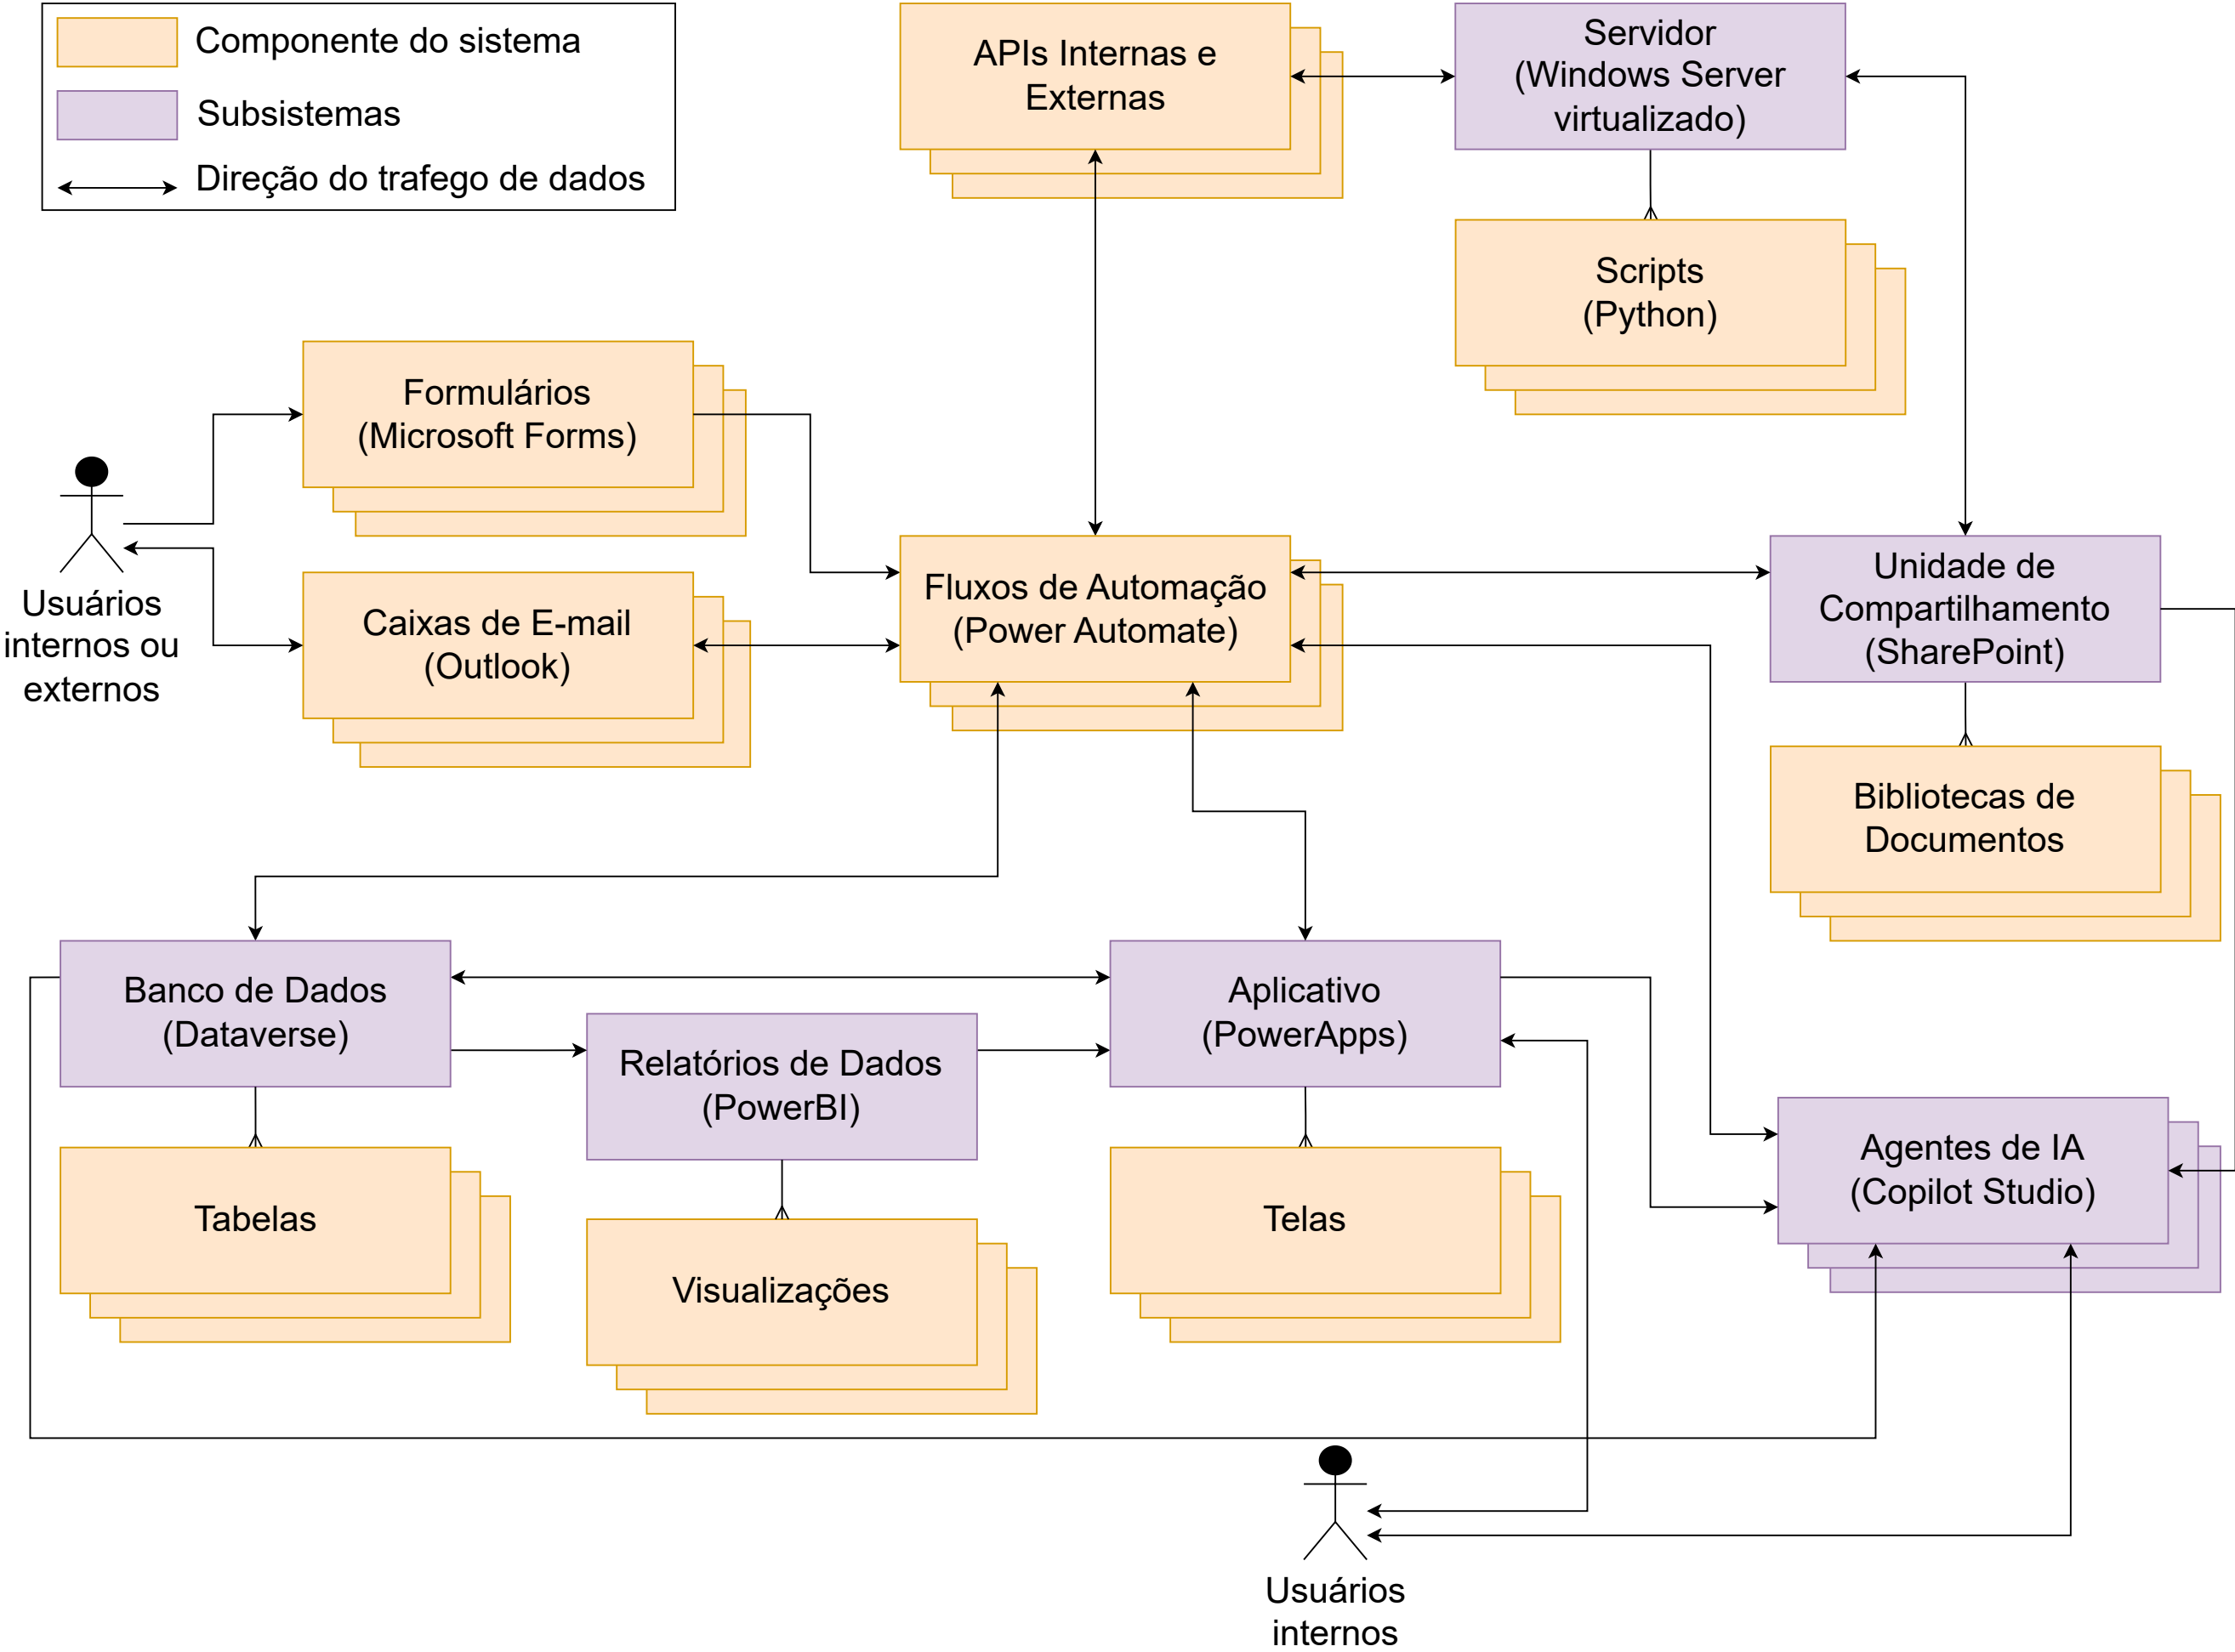 Componente do sistema
Subsistemas
Direção do trafego de dados
APIs Internas e
Externas
Servidor
(Windows Server
virtualizado)
Scripts
(Python)
Formulários
(Microsoft Forms)
Usuários
internos ou
externos
Caixas de E-mail
(Outlook)
Fluxos de Automação
(Power Automate)
Unidade de
Compartilhamento
(SharePoint)
Bibliotecas de
Documentos
Banco de Dados
(Dataverse)
Relatórios de Dados
(PowerBI)
Aplicativo
(PowerApps)
Agentes de IA
(Copilot Studio)
Tabelas
Visualizações
Telas
Usuários
internos